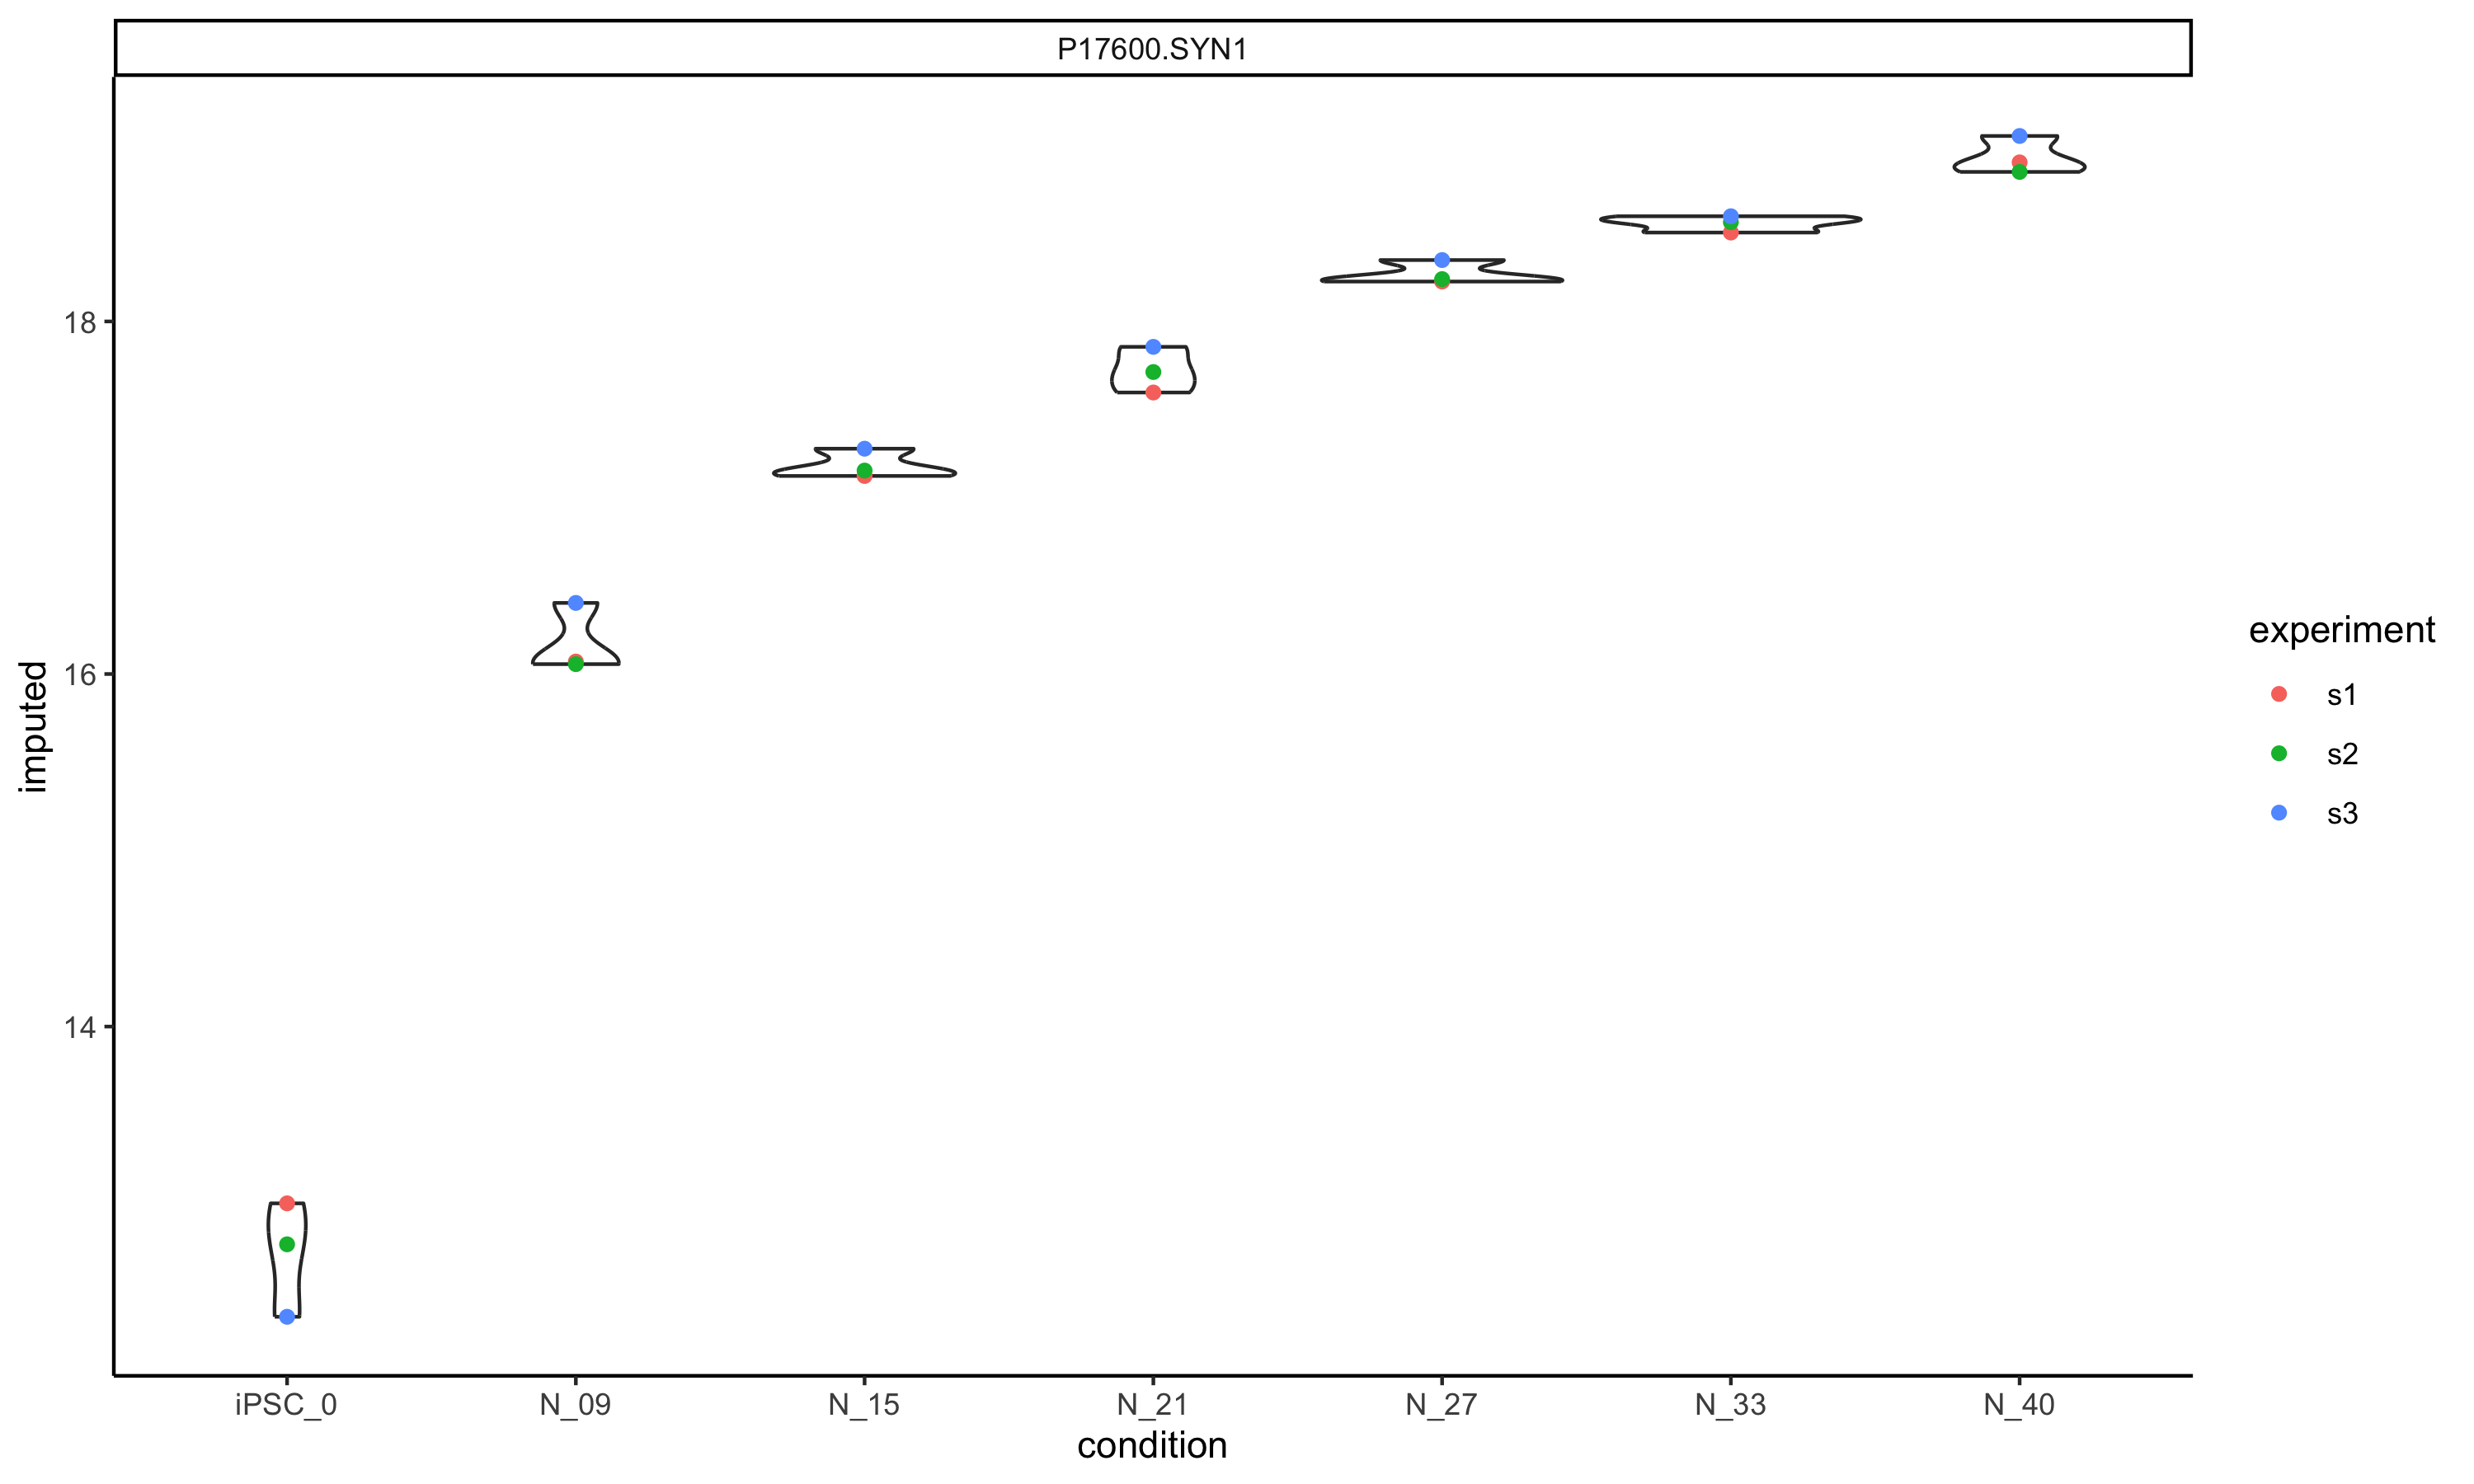 P17600.SYN1
imputed
18
16
14
iPSC_0 N_09 N_15 N_21 N_27 N_33 N_40
condition
experiment
s1
s2
s3